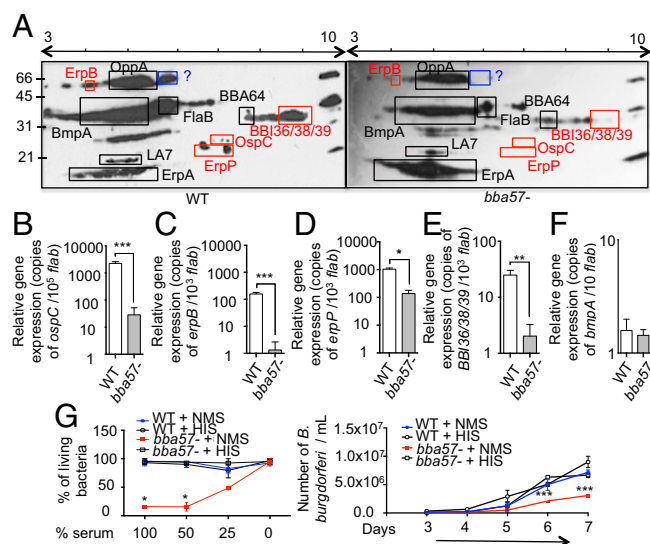 A
3
10
3
10
66
45
31
21
ErpB
OppA
?
BBA64
FlaB
BmpA
BBI36/38/39
OspC
LA7
ErpP
ErpA
WT
ErpB
OppA
?
BBA64
FlaB
BmpA
BBI36/38/39
OspC
LA7
ErpP
ErpA
bba57-
B
Relative gene
expression (copies
of ospC /10⁵ flab)
10000
1000
100
10
1
***
WT
bba57-
C
Relative gene
expression (copies
of erpB /10³ flab)
10000
1000
100
10
1
***
WT
bba57-
D
Relative gene
expression (copies
of erpP /10³ flab)
10000
1000
100
10
1
*
WT
bba57-
E
Relative gene
expression (copies of
BBI36/38/39 /10³ flab)
100
10
1
**
WT
bba57-
F
Relative gene
expression (copies
of bmpA /10 flab)
10
1
WT
bba57-
G
WT + NMS
WT + HIS
bba57- + NMS
bba57- + HIS
% of living
bacteria
100
50
0
*
*
% serum
100
50
25
0
WT + NMS
WT + HIS
bba57- + NMS
bba57- + HIS
Number of B.
burgdorferi / mL
1.5x10⁷
1.0x10⁷
5.0x10⁶
0.0
***
***
Days
3
4
5
6
7